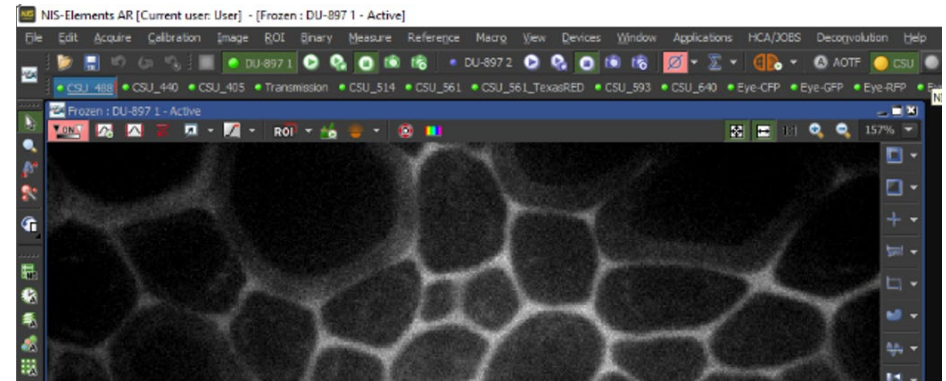 NIS NIS-Elements AR [Current user: User] - [Frozen : DU-897 1 - Active]
File Edit Acquire Calibration Image ROI Binary Measure Reference Macro View Devices Window Applications HCA/JOBS Deconvolution Help
DU-897 1 DU-897 2 AOTF CSU
CSU_488 CSU_440 CSU_405 Transmission CSU_514 CSU_561 CSU_561_TexasRED CSU_593 CSU_640 Eye-CFP Eye-GFP Eye-RFP
Frozen : DU-897 1 - Active
ON ROI 1:1 157%